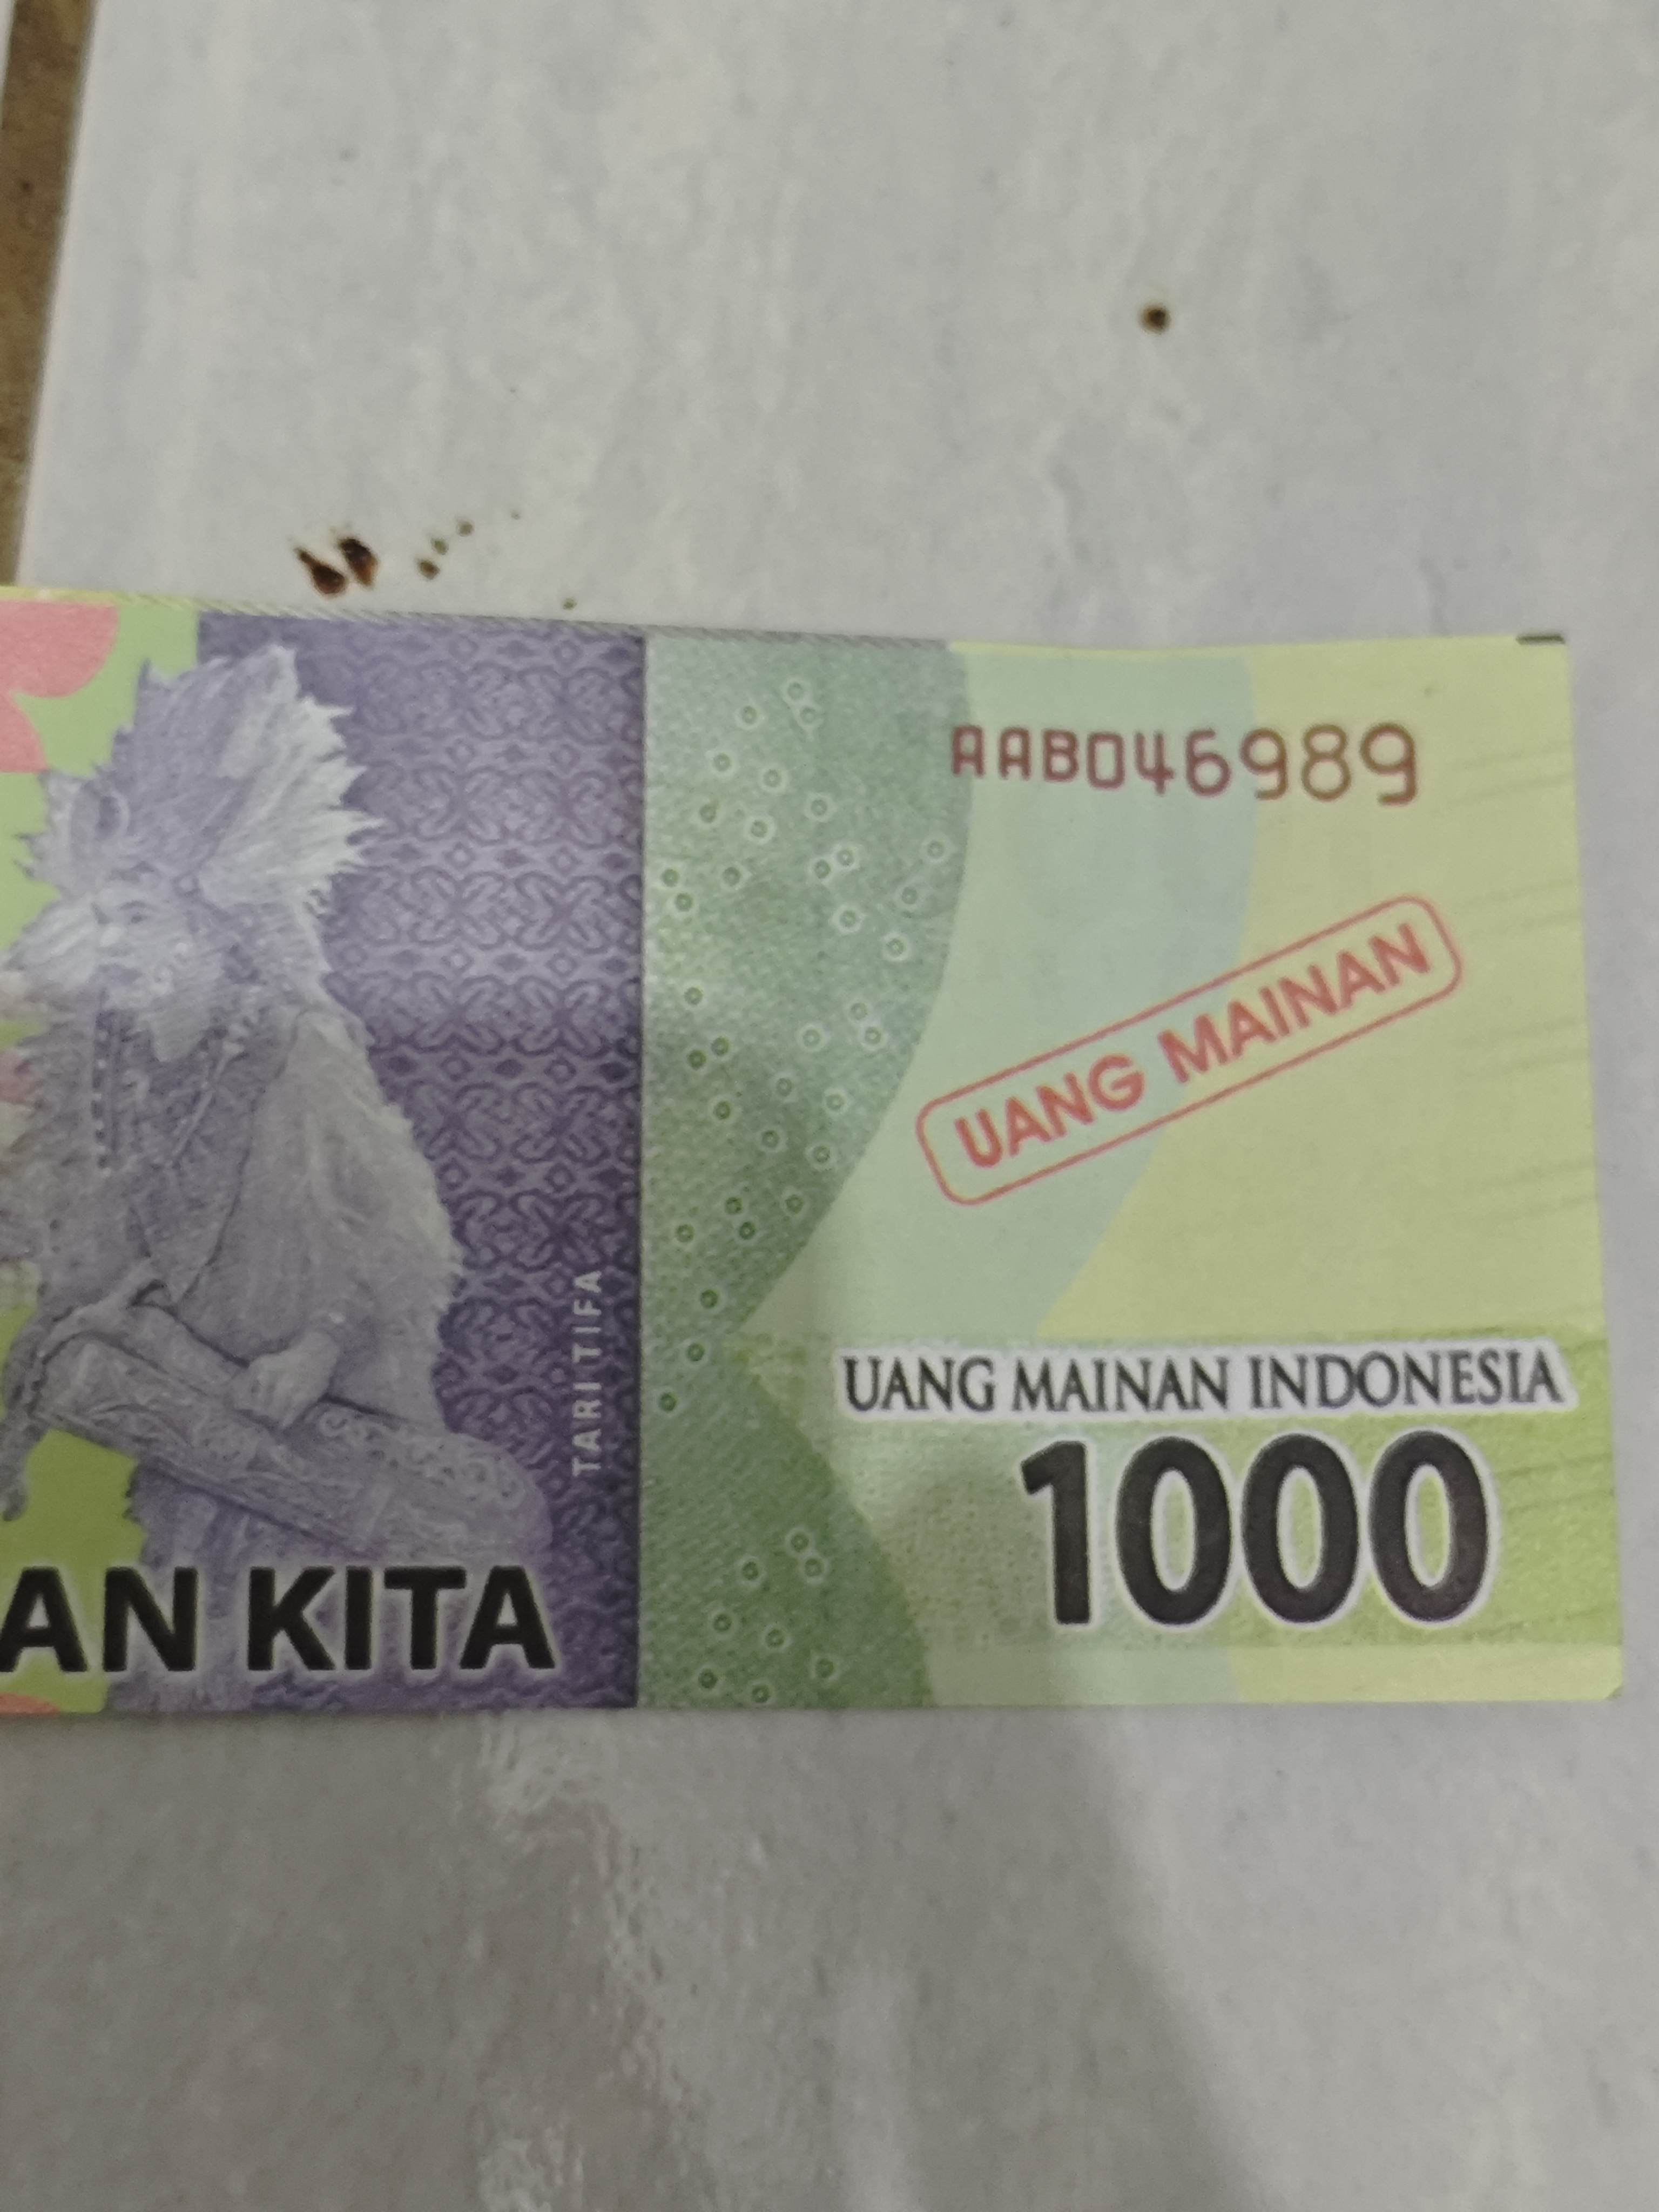 AAB046989
UANG MAINAN
TARI TIFA
UANG MAINAN INDONESIA
1000
AN KITA